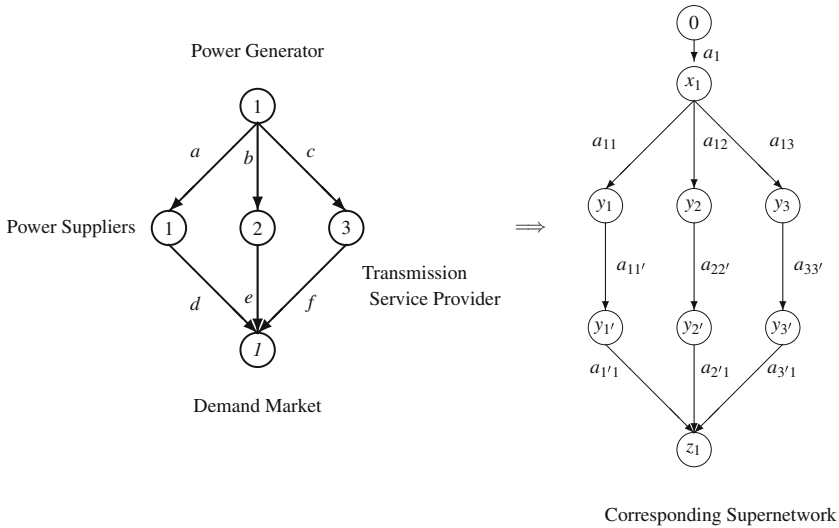 0
a₁
Power Generator
x₁
1
a b c
a₁₁ a₁₂ a₁₃
Power Suppliers 1 2 3
⟹
y₁ y₂ y₃
a₁₁′ a₂₂′ a₃₃′
Transmission
Service Provider
d e f
y₁′ y₂′ y₃′
1
a₁′₁ a₂′₁ a₃′₁
Demand Market
z₁
Corresponding Supernetwork